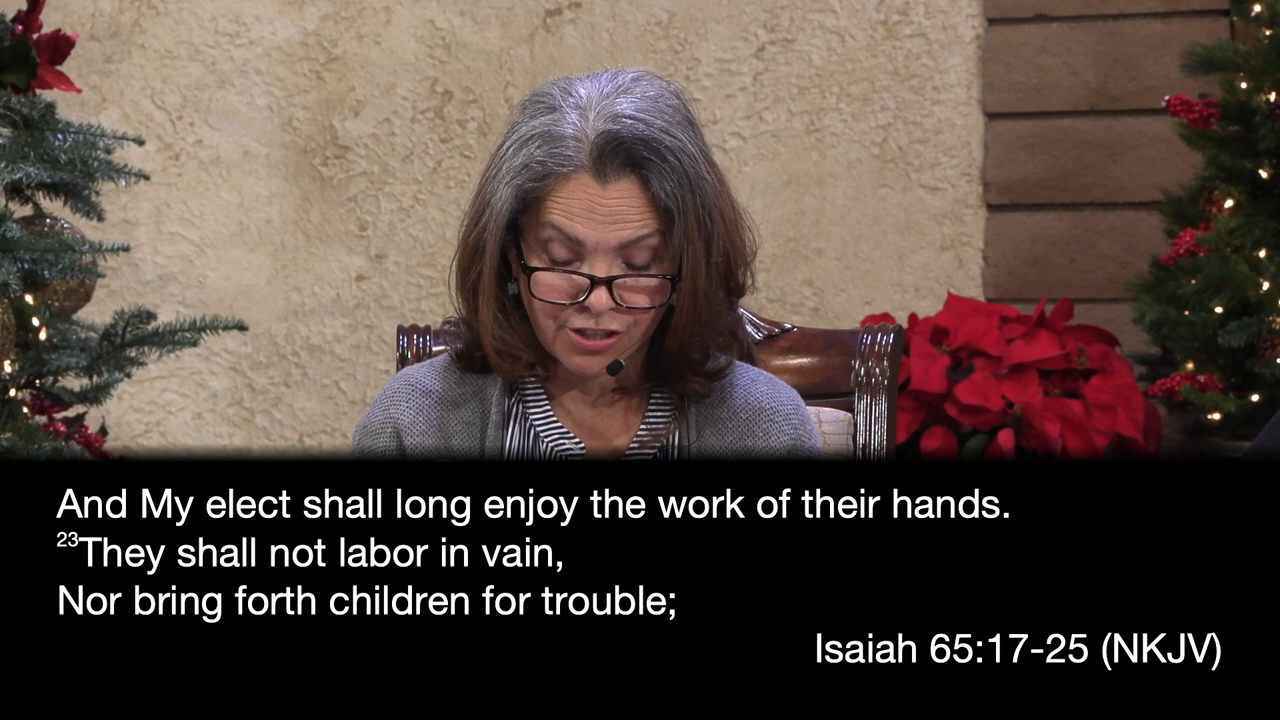 And My elect shall long enjoy the work of their hands.
23They shall not labor in vain,
Nor bring forth children for trouble;
Isaiah 65:17-25 (NKJV)